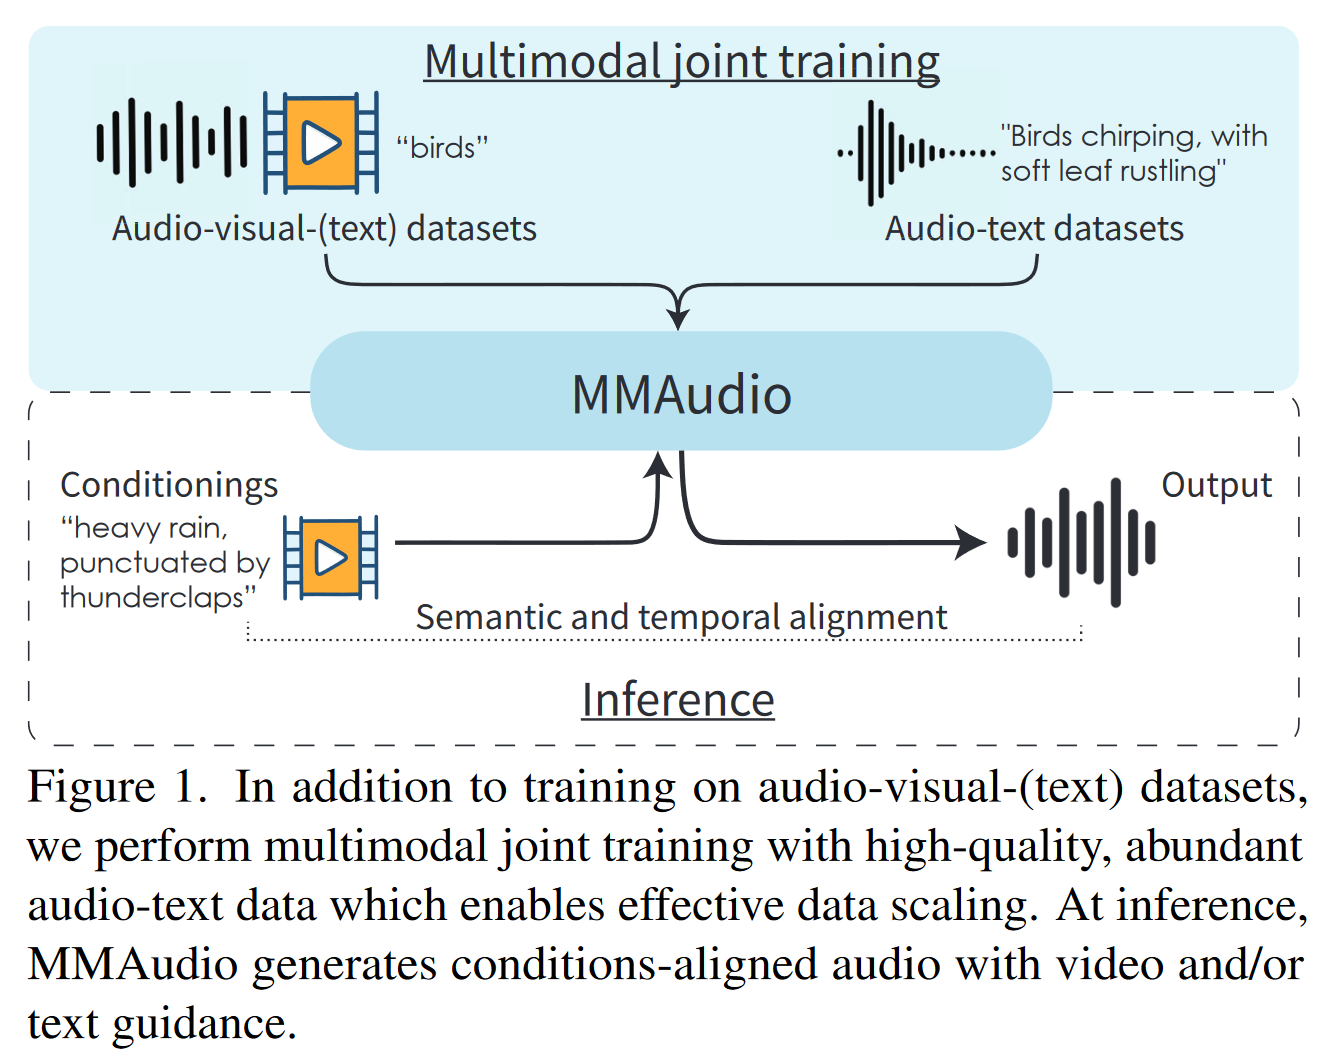 Multimodal joint training
“birds”
"Birds chirping, with
soft leaf rustling"
Audio-visual-(text) datasets
Audio-text datasets
MMAudio
Conditionings
“heavy rain,
punctuated by
thunderclaps”
Output
Semantic and temporal alignment
Inference
Figure 1. In addition to training on audio-visual-(text) datasets,
we perform multimodal joint training with high-quality, abundant
audio-text data which enables effective data scaling. At inference,
MMAudio generates conditions-aligned audio with video and/or
text guidance.